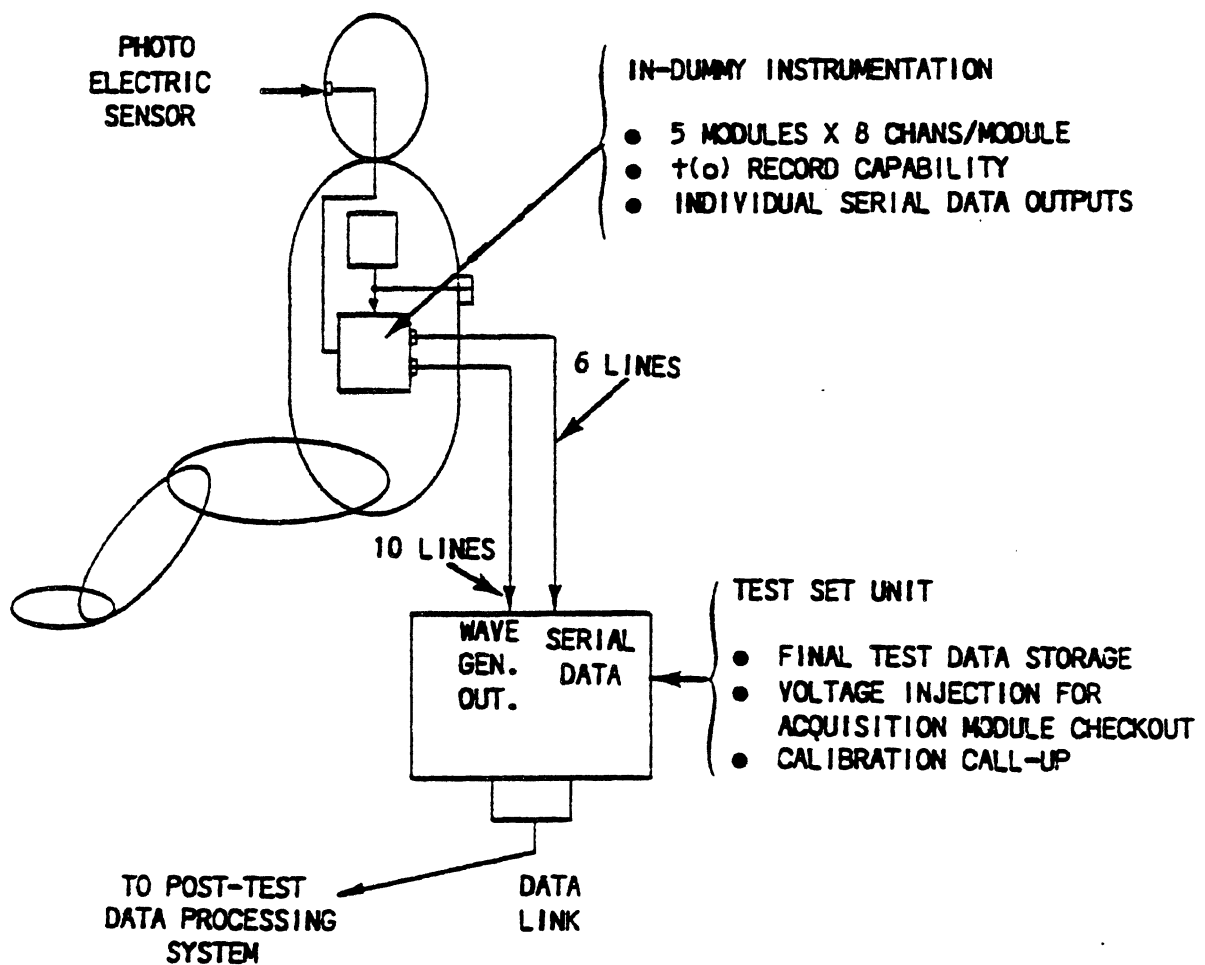 PHOTO
ELECTRIC
SENSOR
IN-DUMMY INSTRUMENTATION
● 5 MODULES X 8 CHANS/MODULE
● t(o) RECORD CAPABILITY
● INDIVIDUAL SERIAL DATA OUTPUTS
6 LINES
10 LINES
WAVE
GEN.
OUT.
SERIAL
DATA
TEST SET UNIT
● FINAL TEST DATA STORAGE
● VOLTAGE INJECTION FOR
ACQUISITION MODULE CHECKOUT
● CALIBRATION CALL-UP
TO POST-TEST
DATA PROCESSING
SYSTEM
DATA
LINK